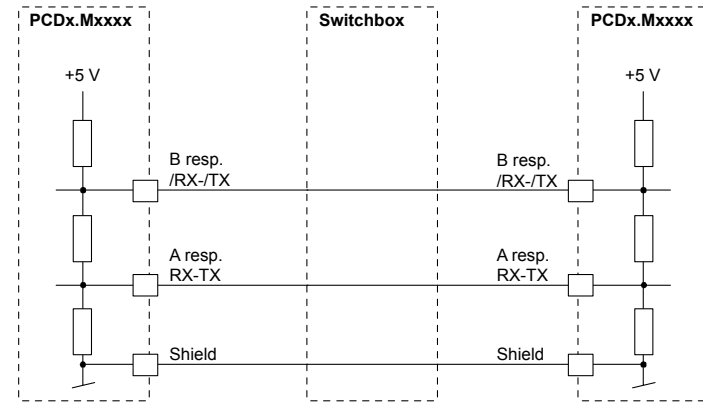 PCDx.Mxxxx
Switchbox
PCDx.Mxxxx
+5 V
+5 V
B resp.
/RX-/TX
B resp.
/RX-/TX
A resp.
RX-TX
A resp.
RX-TX
Shield
Shield